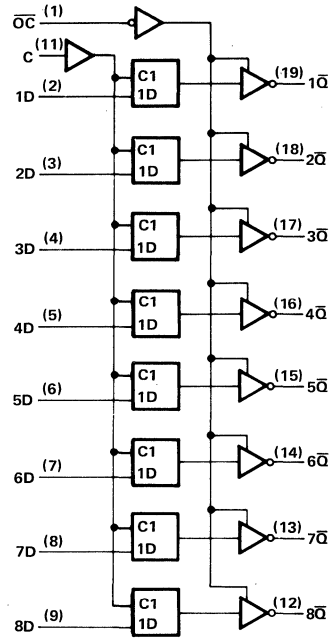 O̅C̅ (1)
C (11)
C1 (19) 1Q̅
1D (2) 1D
C1 (18) 2Q̅
2D (3) 1D
C1 (17) 3Q̅
3D (4) 1D
C1 (16) 4Q̅
4D (5) 1D
C1 (15) 5Q̅
5D (6) 1D
C1 (14) 6Q̅
6D (7) 1D
C1 (13) 7Q̅
7D (8) 1D
C1 (12) 8Q̅
8D (9) 1D